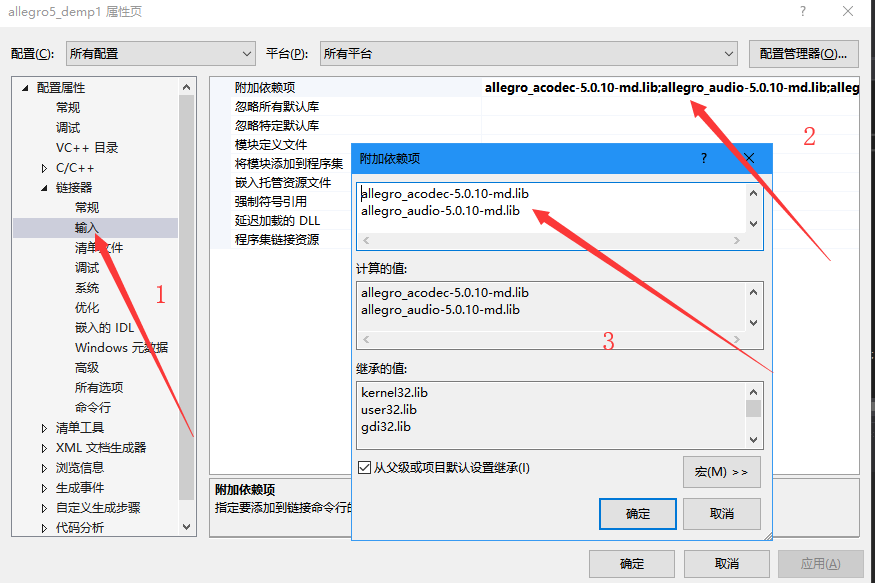 allegro5_demp1 属性页
?
配置(C):
所有配置
平台(P):
所有平台
配置管理器(O)...
配置属性
常规
调试
VC++ 目录
C/C++
链接器
常规
输入
清单文件
调试
系统
优化
嵌入的 IDL
Windows 元数据
高级
所有选项
命令行
清单工具
XML 文档生成器
浏览信息
生成事件
自定义生成步骤
代码分析
1
附加依赖项
allegro_acodec-5.0.10-md.lib;allegro_audio-5.0.10-md.lib;alleg
忽略所有默认库
忽略特定默认库
模块定义文件
将模块添加到程序集
嵌入托管资源文件
强制符号引用
延迟加载的 DLL
程序集链接资源
2
附加依赖项
?
allegro_acodec-5.0.10-md.lib
allegro_audio-5.0.10-md.lib
计算的值:
allegro_acodec-5.0.10-md.lib
allegro_audio-5.0.10-md.lib
3
继承的值:
kernel32.lib
user32.lib
gdi32.lib
从父级或项目默认设置继承(I)
宏(M) >>
确定
取消
附加依赖项
指定要添加到链接命令行的
确定
取消
应用(A)